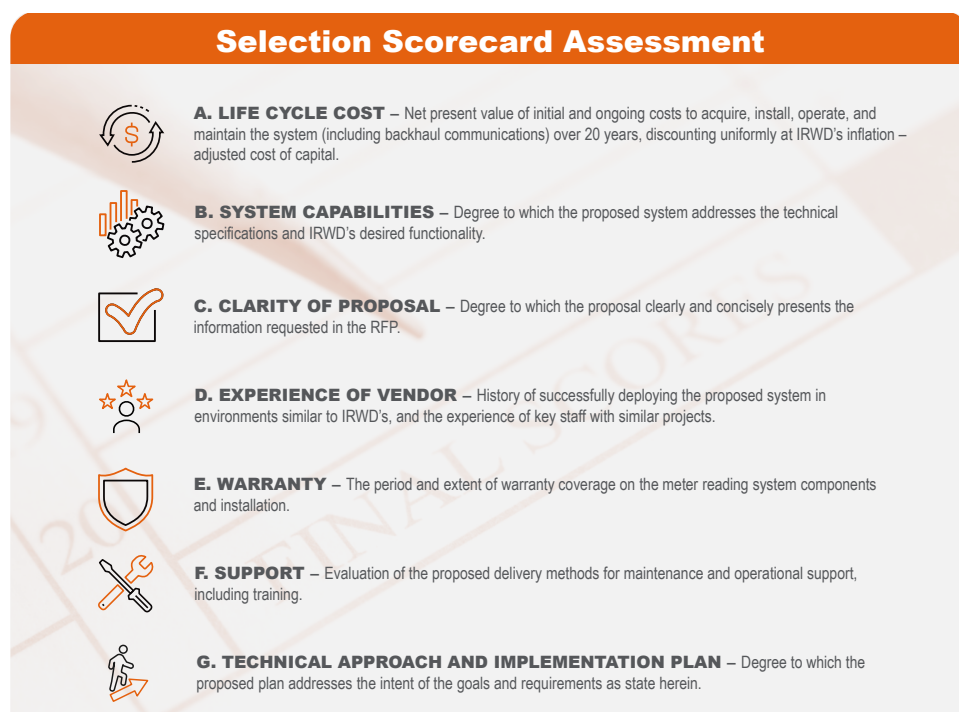 Selection Scorecard Assessment
A. LIFE CYCLE COST – Net present value of initial and ongoing costs to acquire, install, operate, and
maintain the system (including backhaul communications) over 20 years, discounting uniformly at IRWD's inflation –
adjusted cost of capital.
B. SYSTEM CAPABILITIES – Degree to which the proposed system addresses the technical
specifications and IRWD's desired functionality.
C. CLARITY OF PROPOSAL – Degree to which the proposal clearly and concisely presents the
information requested in the RFP.
D. EXPERIENCE OF VENDOR – History of successfully deploying the proposed system in
environments similar to IRWD's, and the experience of key staff with similar projects.
E. WARRANTY – The period and extent of warranty coverage on the meter reading system components
and installation.
F. SUPPORT – Evaluation of the proposed delivery methods for maintenance and operational support,
including training.
G. TECHNICAL APPROACH AND IMPLEMENTATION PLAN – Degree to which the
proposed plan addresses the intent of the goals and requirements as state herein.
$
19
20
FINAL SCORES